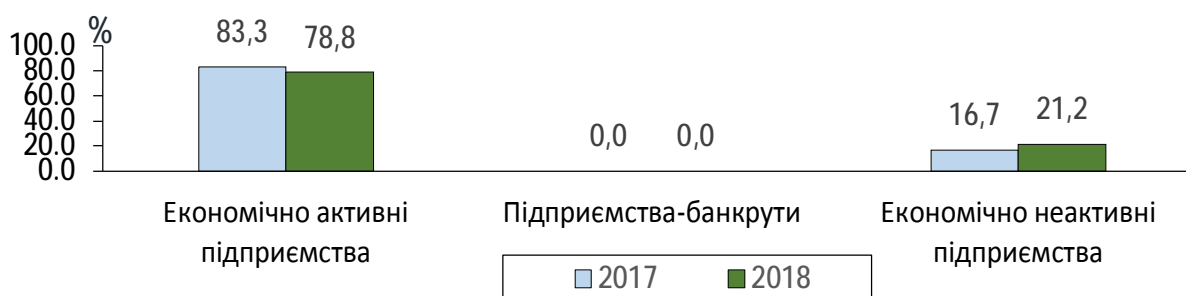 %
83,3 78,8
100.0
80.0
60.0
40.0
20.0
0.0
0,0 0,0
16,7 21,2
Економічно активні
підприємства
Підприємства-банкрути
Економічно неактивні
підприємства
2017 2018